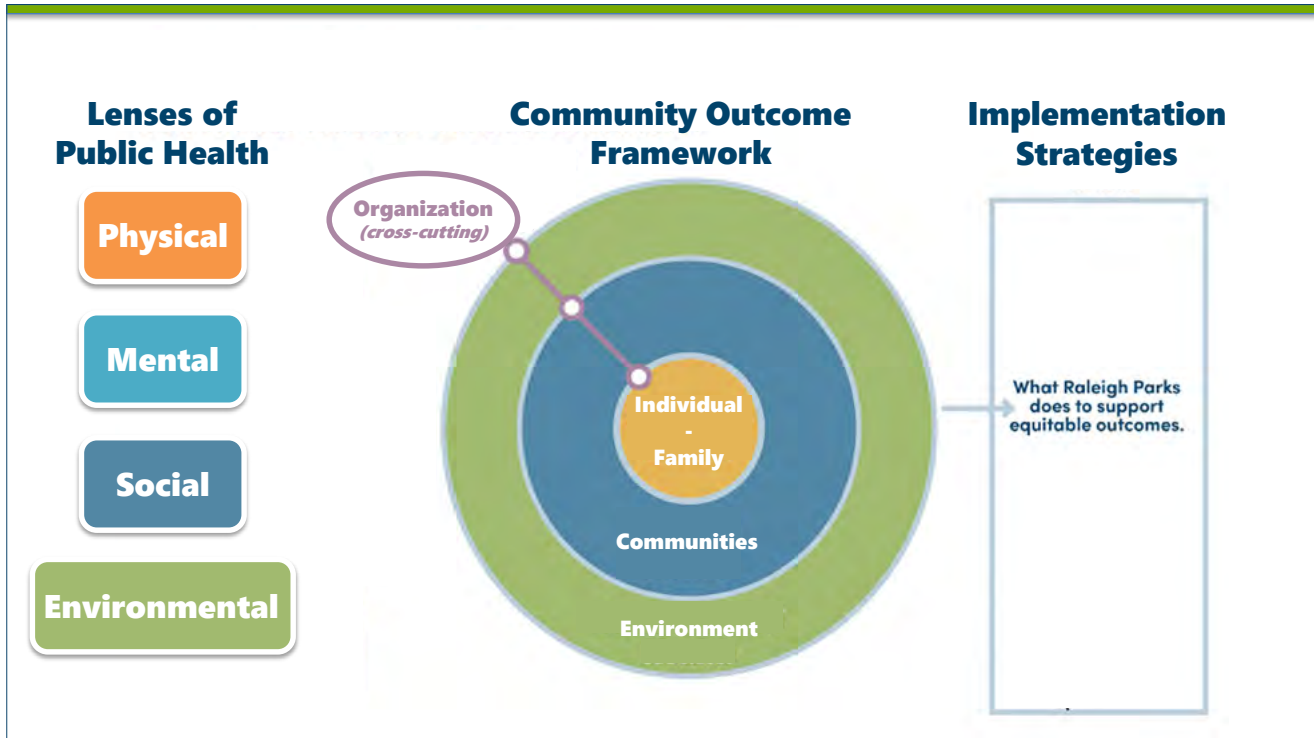 Lenses of
Public Health
Physical
Mental
Social
Environmental
Community Outcome
Framework
Organization
(cross-cutting)
Individual
-
Family
Communities
Environment
Implementation
Strategies
What Raleigh Parks
does to support
equitable outcomes.